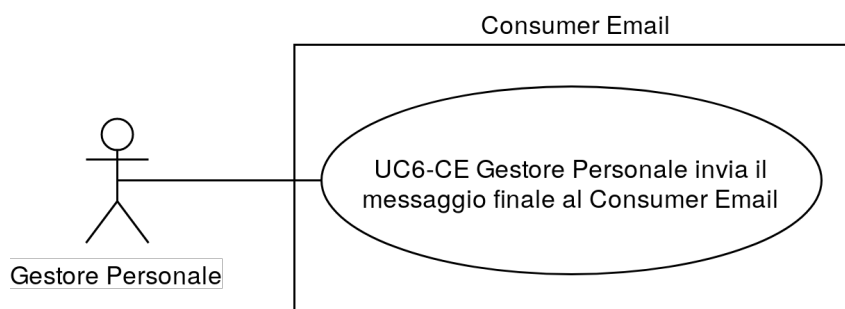 Consumer Email
UC6-CE Gestore Personale invia il
messaggio finale al Consumer Email
Gestore Personale